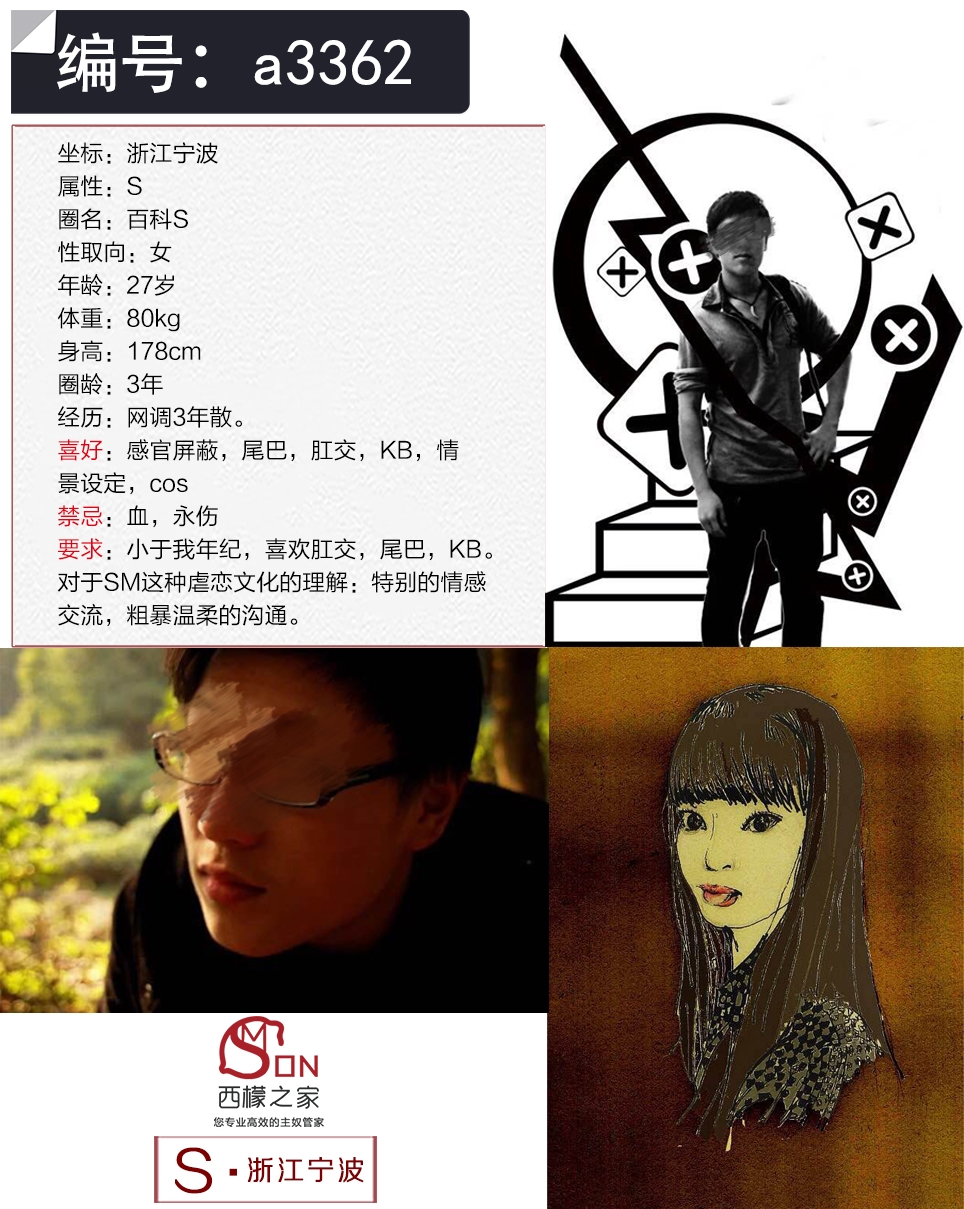 编号：a3362
坐标：浙江宁波
属性：S
圈名：百科S
性取向：女
年龄：27岁
体重：80kg
身高：178cm
圈龄：3年
经历：网调3年散。
喜好：感官屏蔽，尾巴，肛交，KB，情
景设定，cos
禁忌：血，永伤
要求：小于我年纪，喜欢肛交，尾巴，KB。
对于SM这种虐恋文化的理解：特别的情感
交流，粗暴温柔的沟通。
SMON
西檬之家
您专业高效的主奴管家
S·浙江宁波